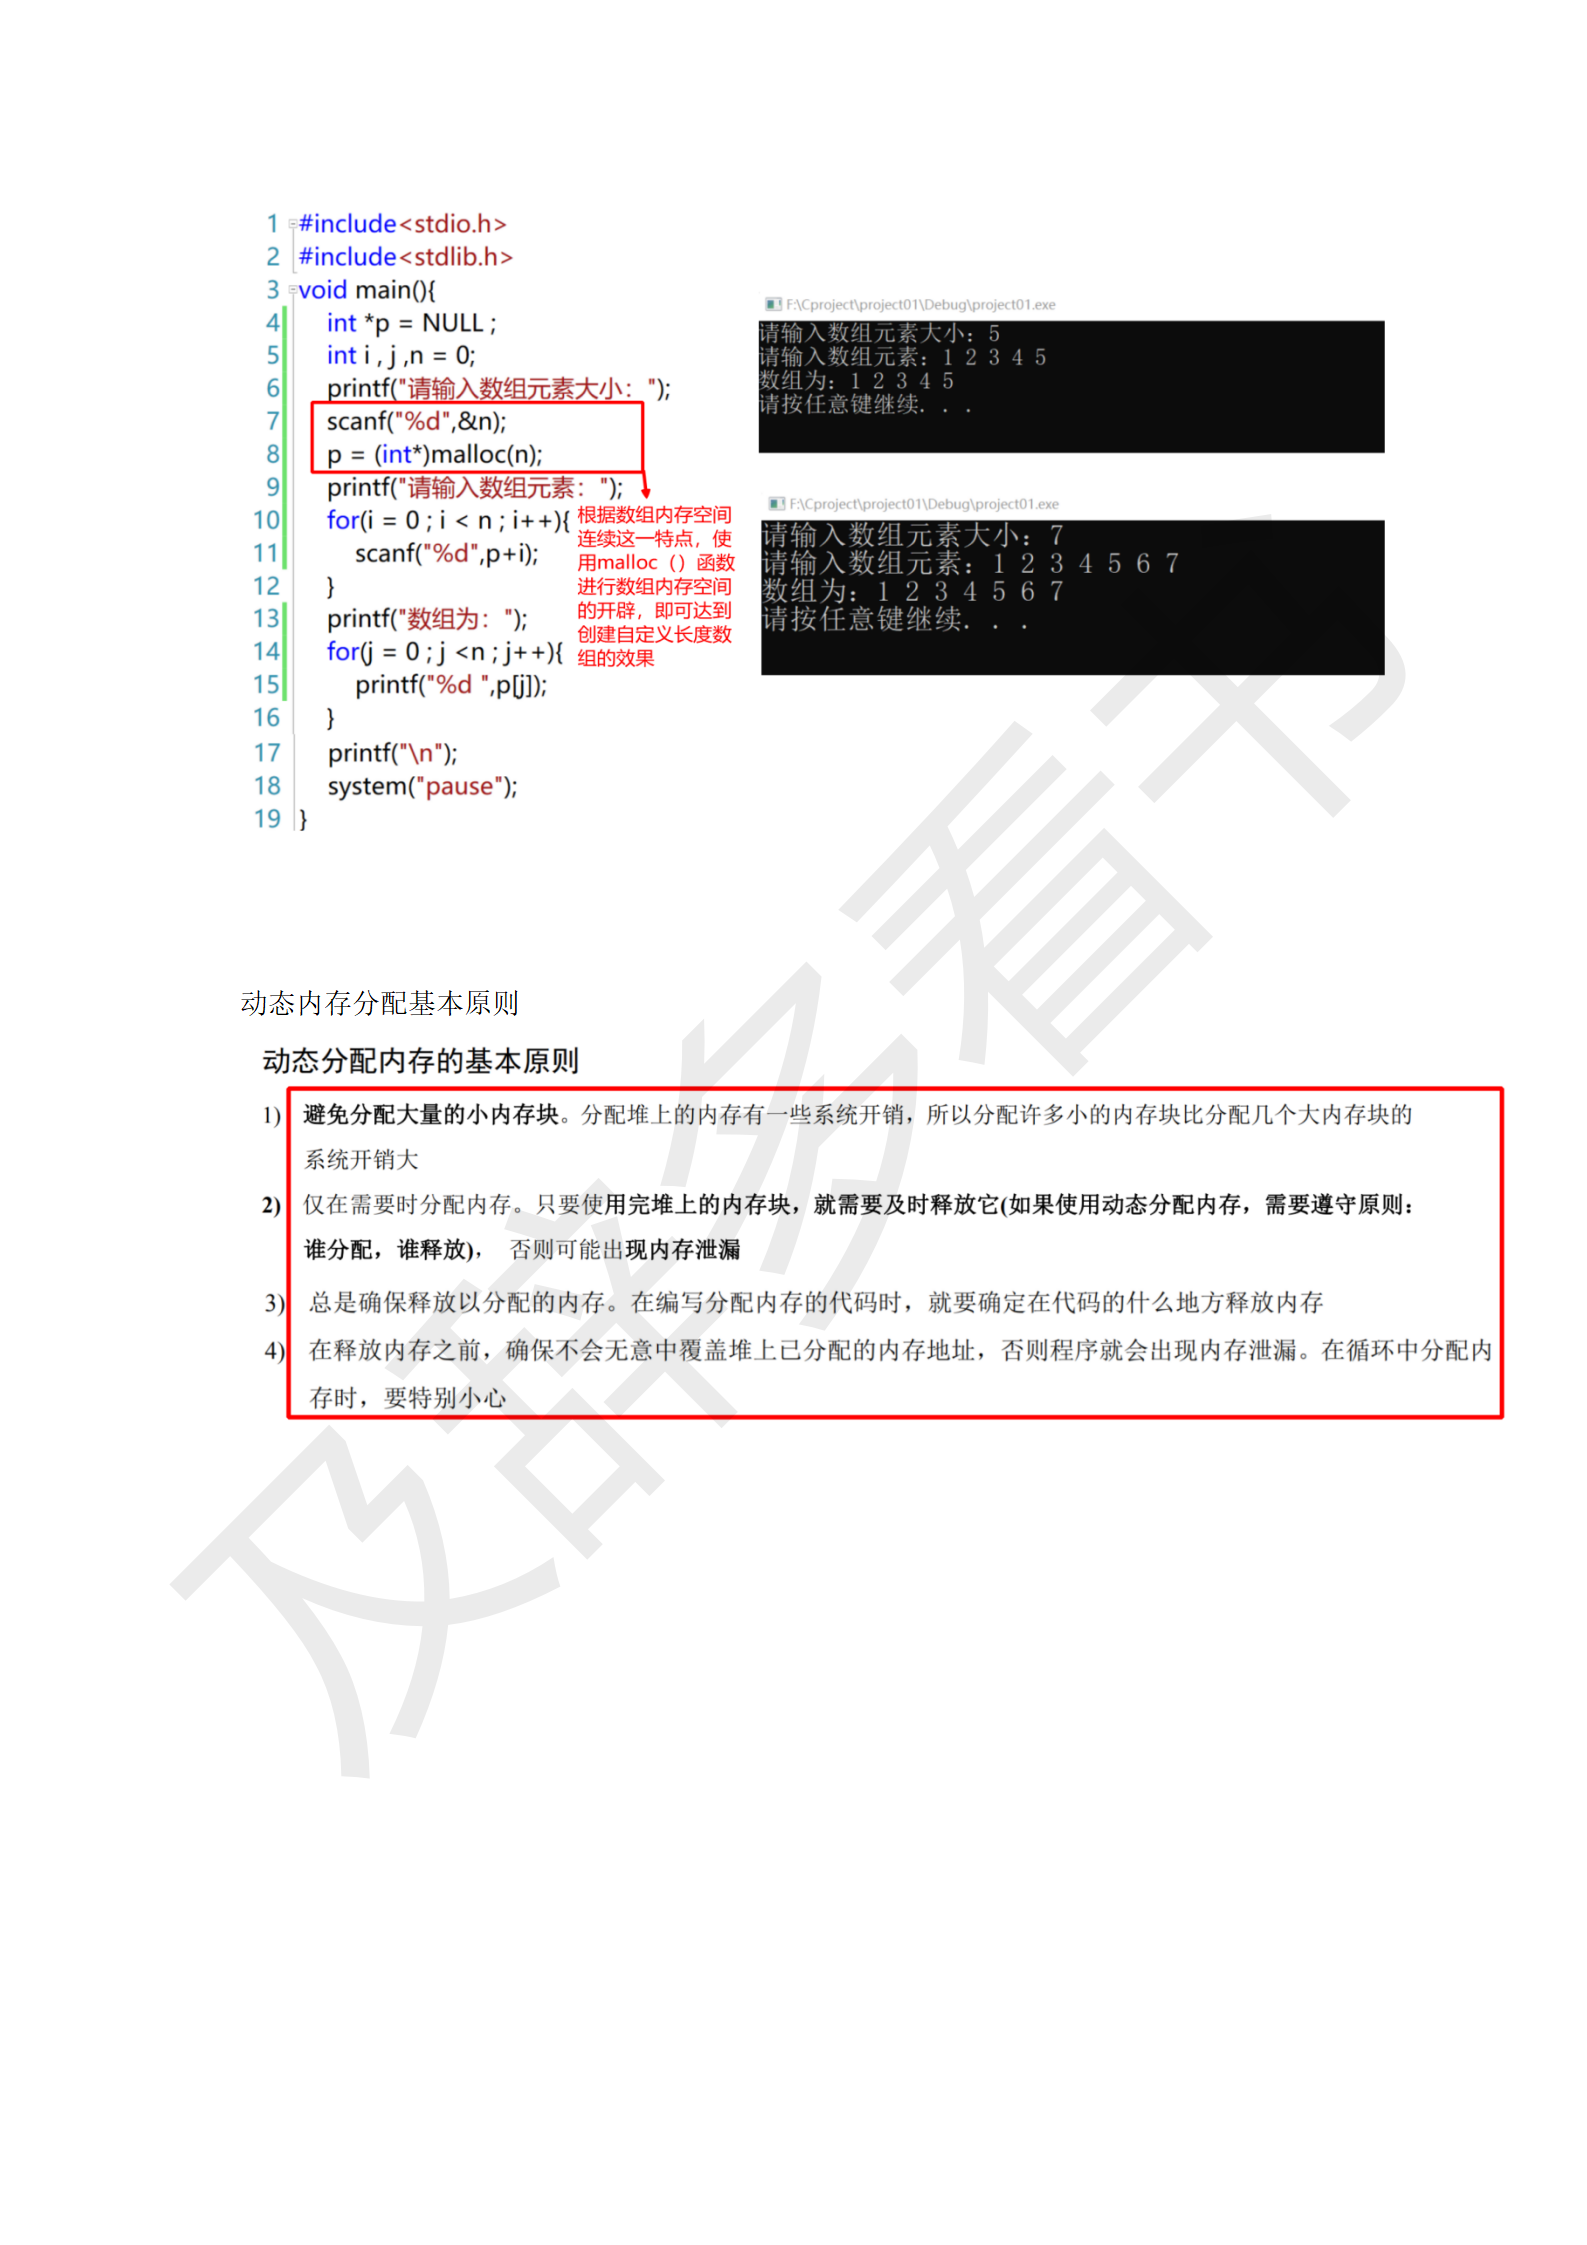 1 #include<stdio.h>
2 #include<stdlib.h>
3 void main(){
4 int *p = NULL ;
5 int i , j ,n = 0;
6 printf("请输入数组元素大小：");
7 scanf("%d",&n);
8 p = (int*)malloc(n);
9 printf("请输入数组元素：");
10 for(i = 0 ; i < n ; i++){
11 scanf("%d",p+i);
12 }
13 printf("数组为：");
14 for(j = 0 ; j <n ; j++){
15 printf("%d ",p[j]);
16 }
17 printf("\n");
18 system("pause");
19 }
根据数组内存空间
连续这一特点，使
用malloc（）函数
进行数组内存空间
的开辟，即可达到
创建自定义长度数
组的效果
F:\Cproject\project01\Debug\project01.exe
请输入数组元素大小：5
请输入数组元素：1 2 3 4 5
数组为：1 2 3 4 5
请按任意键继续. . .
F:\Cproject\project01\Debug\project01.exe
请输入数组元素大小：7
请输入数组元素：1 2 3 4 5 6 7
数组为：1 2 3 4 5 6 7
请按任意键继续. . .
动态内存分配基本原则
动态分配内存的基本原则
1) 避免分配大量的小内存块。分配堆上的内存有一些系统开销，所以分配许多小的内存块比分配几个大内存块的
系统开销大
2) 仅在需要时分配内存。只要使用完堆上的内存块，就需要及时释放它(如果使用动态分配内存，需要遵守原则：
谁分配，谁释放)， 否则可能出现内存泄漏
3) 总是确保释放以分配的内存。在编写分配内存的代码时，就要确定在代码的什么地方释放内存
4) 在释放内存之前，确保不会无意中覆盖堆上已分配的内存地址，否则程序就会出现内存泄漏。在循环中分配内
存时，要特别小心
及辞多看书